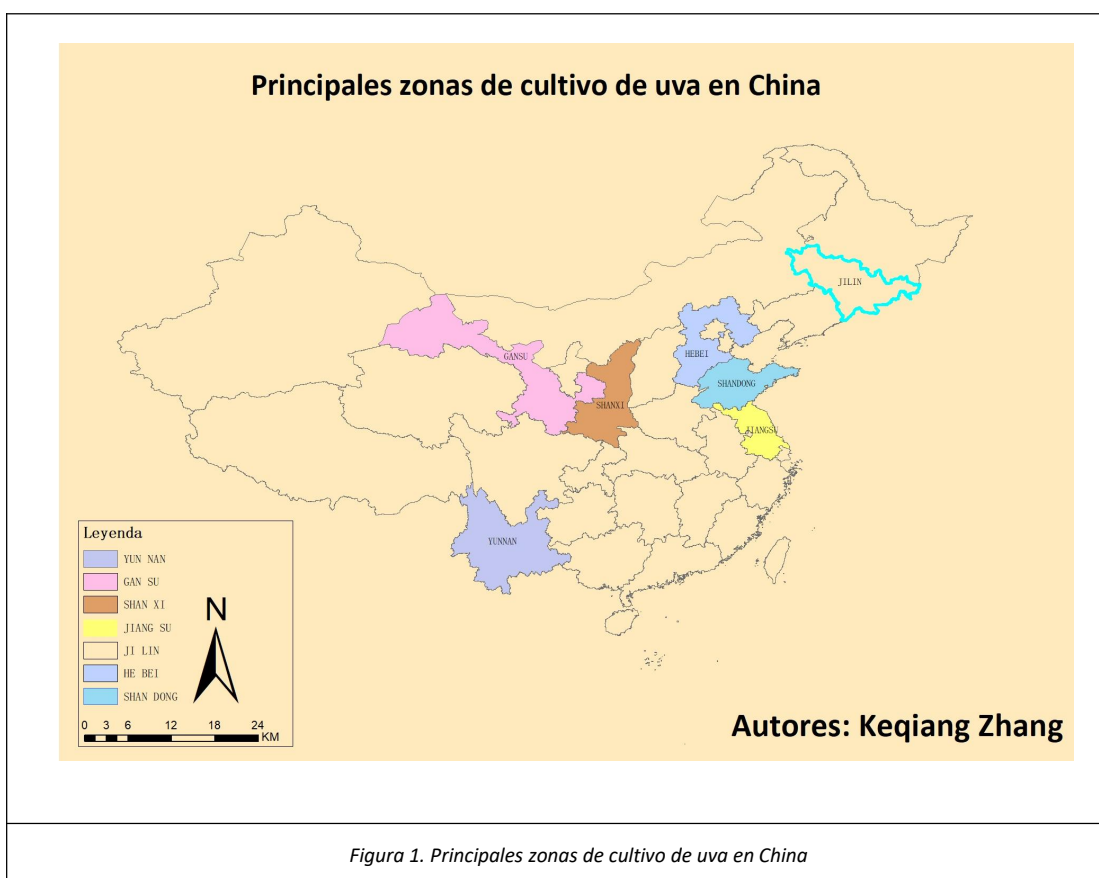 Principales zonas de cultivo de uva en China
JILIN
HEBEI
GANSU
SHANDONG
SHANXI
JIANGSU
YUNNAN
Leyenda
YUN NAN
GAN SU
SHAN XI
JIANG SU
JI LIN
HE BEI
SHAN DONG
N
0 3 6 12 18 24
KM
Autores: Keqiang Zhang
Figura 1. Principales zonas de cultivo de uva en China